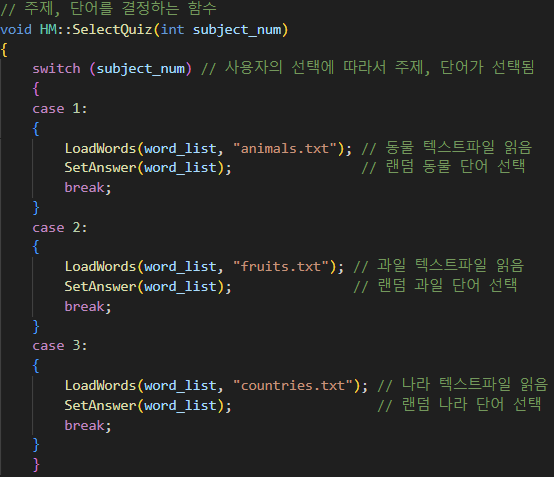 // 주제, 단어를 결정하는 함수
void HM::SelectQuiz(int subject_num)
{
    switch (subject_num) // 사용자의 선택에 따라서 주제, 단어가 선택됨
    {
    case 1:
    {
        LoadWords(word_list, "animals.txt"); // 동물 텍스트파일 읽음
        SetAnswer(word_list);                // 랜덤 동물 단어 선택
        break;
    }
    case 2:
    {
        LoadWords(word_list, "fruits.txt"); // 과일 텍스트파일 읽음
        SetAnswer(word_list);               // 랜덤 과일 단어 선택
        break;
    }
    case 3:
    {
        LoadWords(word_list, "countries.txt"); // 나라 텍스트파일 읽음
        SetAnswer(word_list);                  // 랜덤 나라 단어 선택
        break;
    }
    }